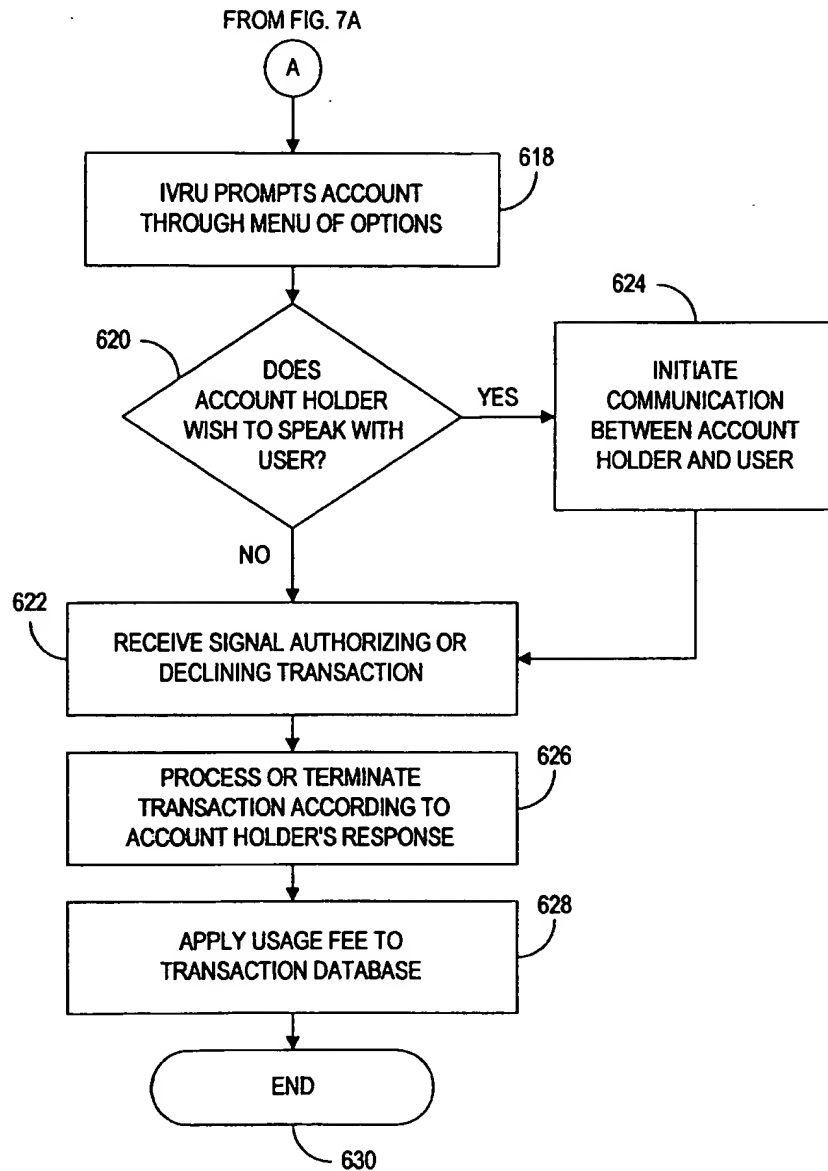 FROM FIG. 7A
A
618
IVRU PROMPTS ACCOUNT
THROUGH MENU OF OPTIONS
620
DOES
ACCOUNT HOLDER
WISH TO SPEAK WITH
USER?
YES
624
INITIATE
COMMUNICATION
BETWEEN ACCOUNT
HOLDER AND USER
NO
622
RECEIVE SIGNAL AUTHORIZING OR
DECLINING TRANSACTION
626
PROCESS OR TERMINATE
TRANSACTION ACCORDING TO
ACCOUNT HOLDER'S RESPONSE
628
APPLY USAGE FEE TO
TRANSACTION DATABASE
END
630